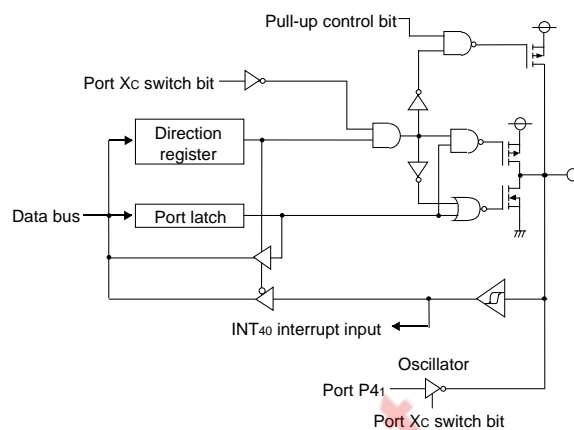 Pull-up control bit
Port XC switch bit
Direction
register
Data bus
Port latch
INT40 interrupt input
Oscillator
Port P41
Port XC switch bit